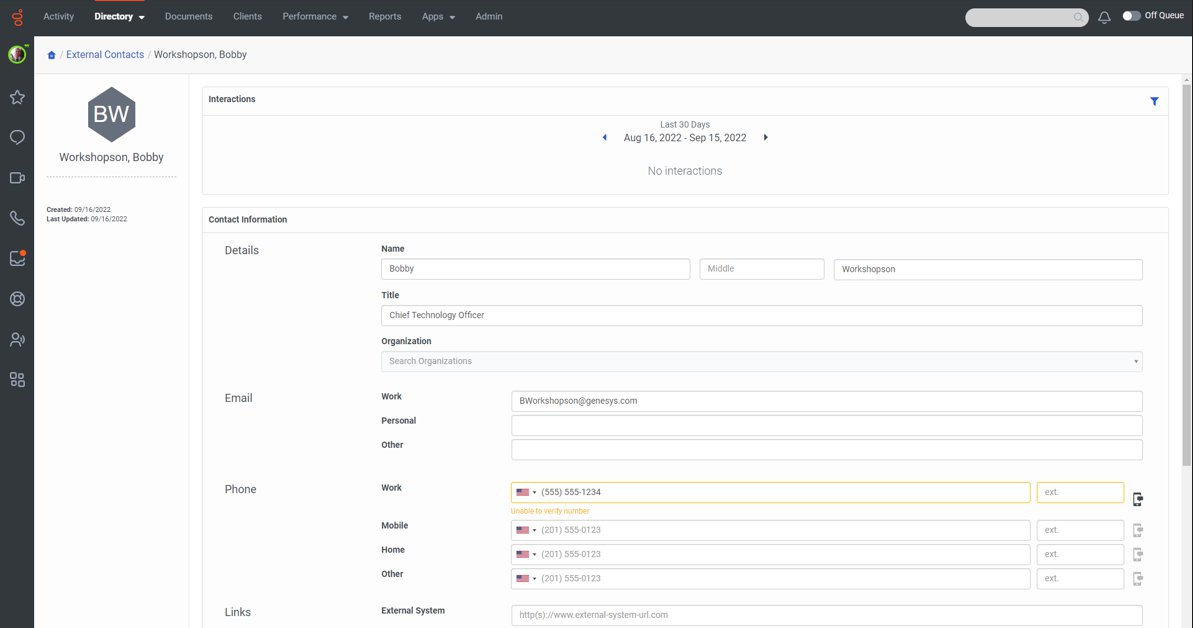 Activity Directory Documents Clients Performance Reports Apps Admin Off Queue
/ External Contacts / Workshopson, Bobby
BW
Workshopson, Bobby
Created: 09/16/2022
Last Updated: 09/16/2022
Interactions
Last 30 Days
Aug 16, 2022 - Sep 15, 2022
No interactions
Contact Information
Details
Name
Bobby Middle Workshopson
Title
Chief Technology Officer
Organization
Search Organizations
Email
Work BWorkshopson@genesys.com
Personal
Other
Phone
Work (555) 555-1234 ext.
Unable to verify number
Mobile (201) 555-0123 ext.
Home (201) 555-0123 ext.
Other (201) 555-0123 ext.
Links
External System http(s)://www.external-system-url.com